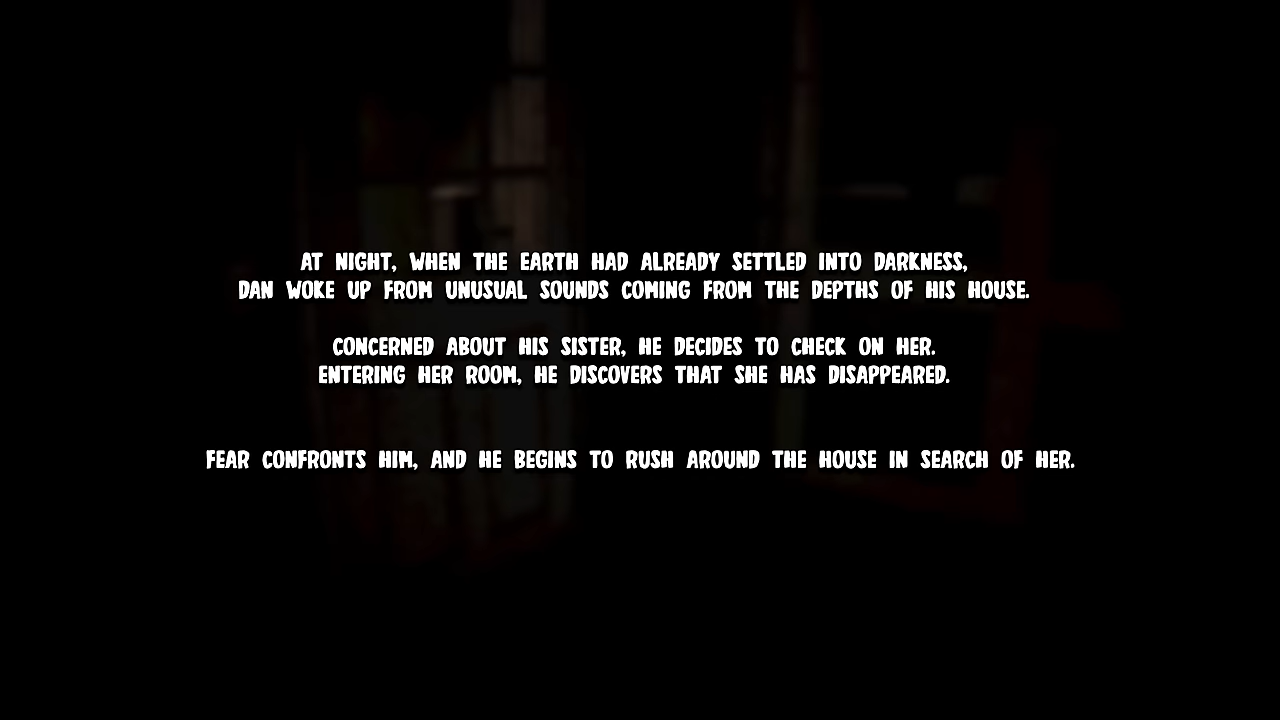 AT NIGHT, WHEN THE EARTH HAD ALREADY SETTLED INTO DARKNESS,
DAN WOKE UP FROM UNUSUAL SOUNDS COMING FROM THE DEPTHS OF HIS HOUSE.
CONCERNED ABOUT HIS SISTER, HE DECIDES TO CHECK ON HER.
ENTERING HER ROOM, HE DISCOVERS THAT SHE HAS DISAPPEARED.
FEAR CONFRONTS HIM, AND HE BEGINS TO RUSH AROUND THE HOUSE IN SEARCH OF HER.